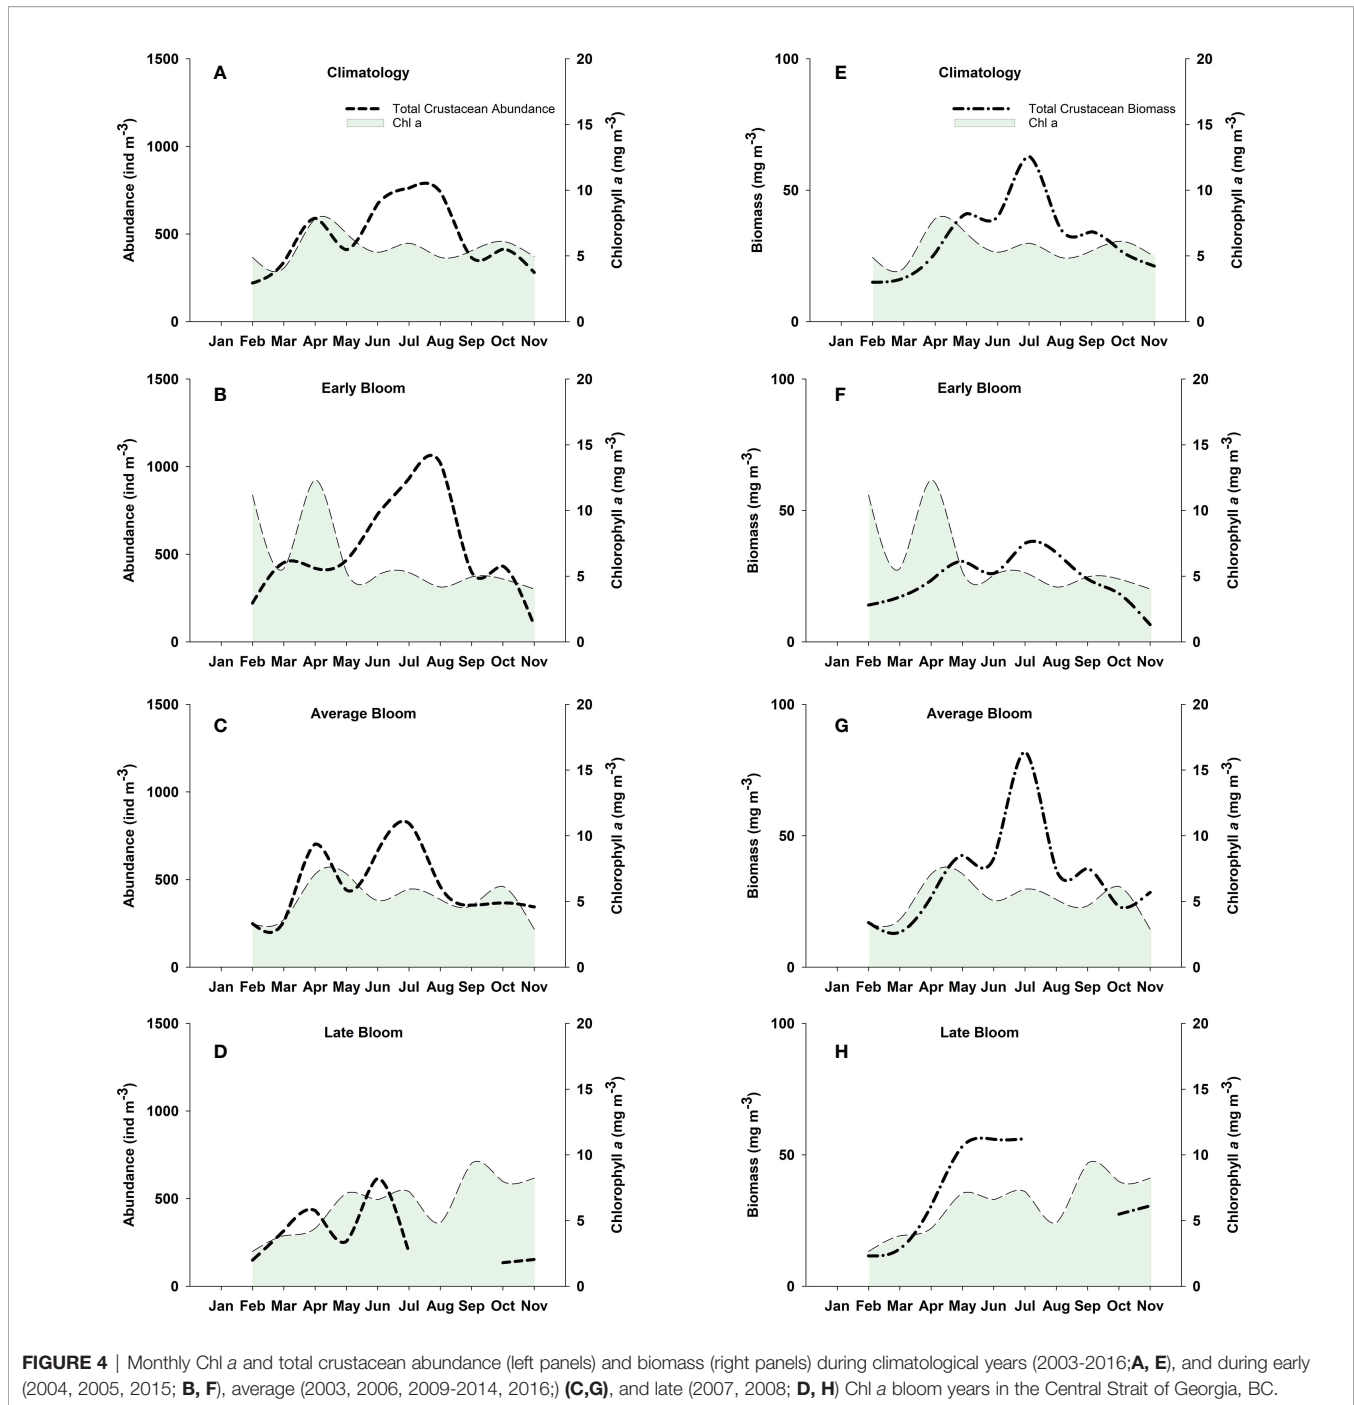 A
Climatology
Total Crustacean Abundance
Chl a
Abundance (ind m-3)
1500
1000
500
0
Chlorophyll a (mg m-3)
20
15
10
5
0
Jan Feb Mar Apr May Jun Jul Aug Sep Oct Nov
E
Climatology
Total Crustacean Biomass
Chl a
Biomass (mg m-3)
100
50
0
Chlorophyll a (mg m-3)
20
15
10
5
0
Jan Feb Mar Apr May Jun Jul Aug Sep Oct Nov
B
Early Bloom
Abundance (ind m-3)
1500
1000
500
0
Chlorophyll a (mg m-3)
20
15
10
5
0
Jan Feb Mar Apr May Jun Jul Aug Sep Oct Nov
F
Early Bloom
Biomass (mg m-3)
100
50
0
Chlorophyll a (mg m-3)
20
15
10
5
0
Jan Feb Mar Apr May Jun Jul Aug Sep Oct Nov
C
Average Bloom
Abundance (ind m-3)
1500
1000
500
0
Chlorophyll a (mg m-3)
20
15
10
5
0
Jan Feb Mar Apr May Jun Jul Aug Sep Oct Nov
G
Average Bloom
Biomass (mg m-3)
100
50
0
Chlorophyll a (mg m-3)
20
15
10
5
0
Jan Feb Mar Apr May Jun Jul Aug Sep Oct Nov
D
Late Bloom
Abundance (ind m-3)
1500
1000
500
0
Chlorophyll a (mg m-3)
20
15
10
5
0
Jan Feb Mar Apr May Jun Jul Aug Sep Oct Nov
H
Late Bloom
Biomass (mg m-3)
100
50
0
Chlorophyll a (mg m-3)
20
15
10
5
0
Jan Feb Mar Apr May Jun Jul Aug Sep Oct Nov
FIGURE 4 | Monthly Chl a and total crustacean abundance (left panels) and biomass (right panels) during climatological years (2003-2016;A, E), and during early
(2004, 2005, 2015; B, F), average (2003, 2006, 2009-2014, 2016;) (C,G), and late (2007, 2008; D, H) Chl a bloom years in the Central Strait of Georgia, BC.